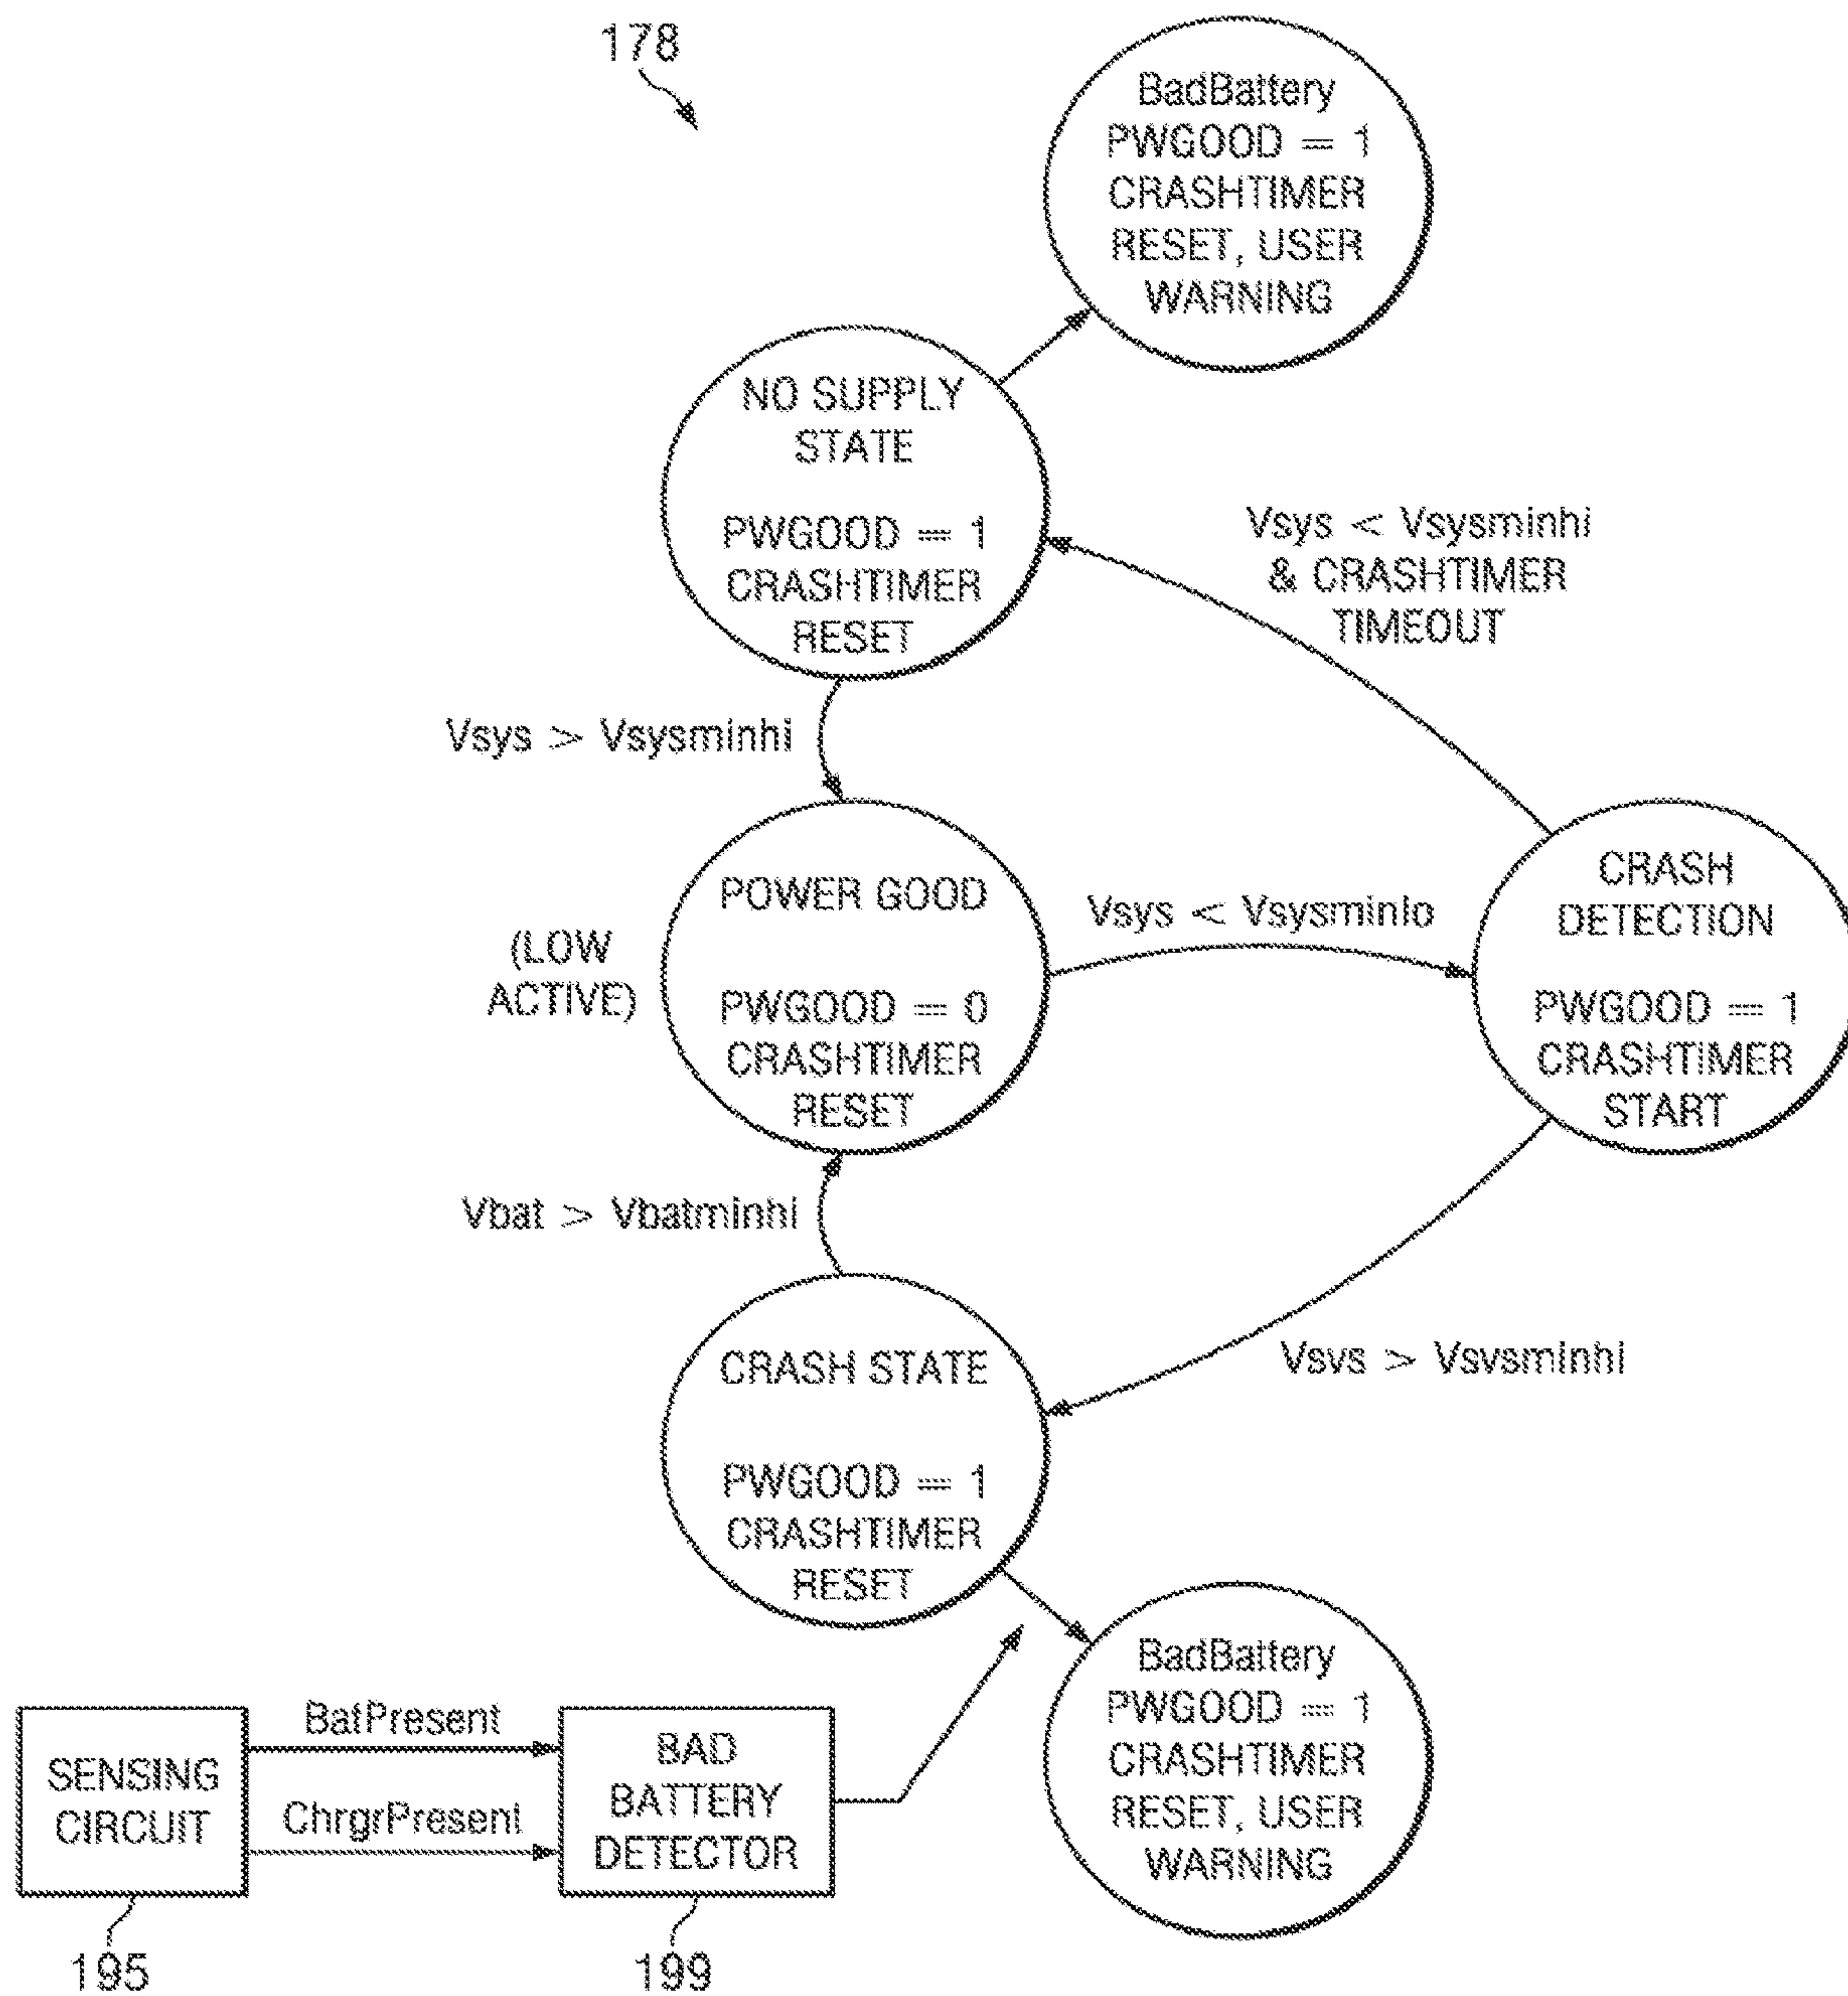 178
BadBattery
PWGOOD = 1
CRASHTIMER
RESET, USER
WARNING
NO SUPPLY
STATE
PWGOOD = 1
CRASHTIMER
RESET
Vsys < Vsysminhi
& CRASHTIMER
TIMEOUT
Vsys > Vsysminhi
POWER GOOD
PWGOOD = 0
CRASHTIMER
RESET
(LOW
ACTIVE)
Vsys < Vsysminlo
CRASH
DETECTION
PWGOOD = 1
CRASHTIMER
START
Vbat > Vbatminhi
CRASH STATE
PWGOOD = 1
CRASHTIMER
RESET
Vsvs > Vsvsminhi
BadBattery
PWGOOD = 1
CRASHTIMER
RESET, USER
WARNING
SENSING
CIRCUIT
BatPresent
ChrgrPresent
BAD
BATTERY
DETECTOR
195
199